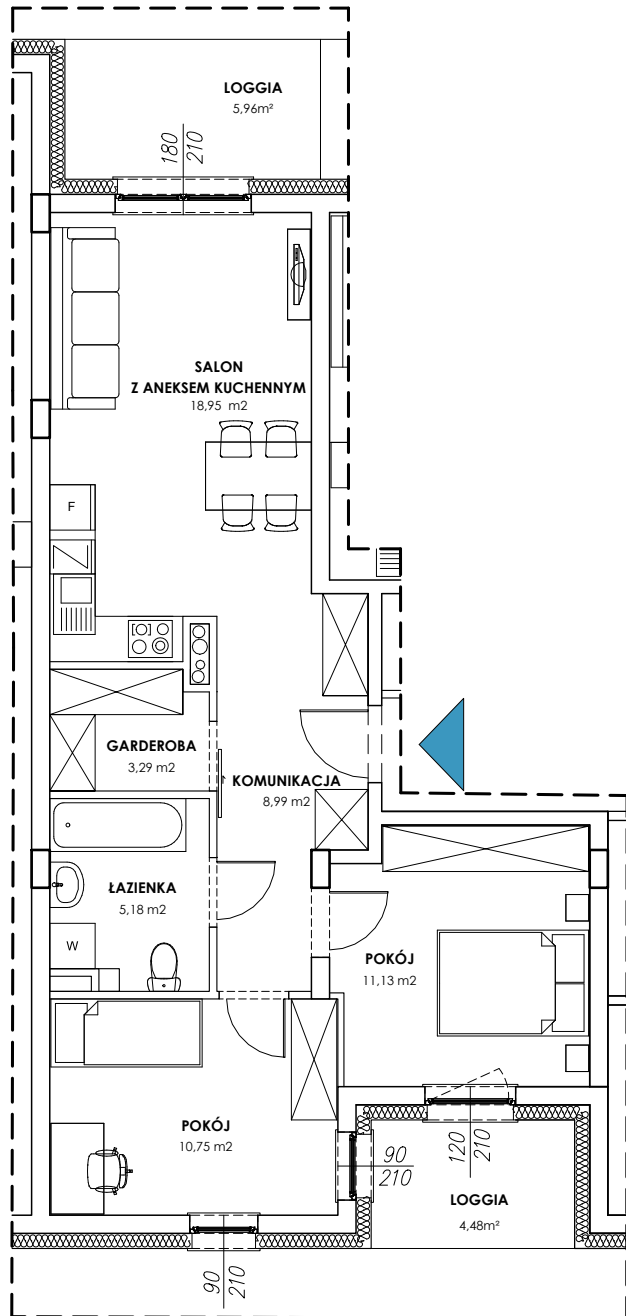 LOGGIA
5,96m²
180
210
SALON
Z ANEKSEM KUCHENNYM
18,95 m2
F
GARDEROBA
3,29 m2
KOMUNIKACJA
8,99 m2
ŁAZIENKA
5,18 m2
W
POKÓJ
11,13 m2
POKÓJ
10,75 m2
90
210
120
210
LOGGIA
4,48m²
90
210